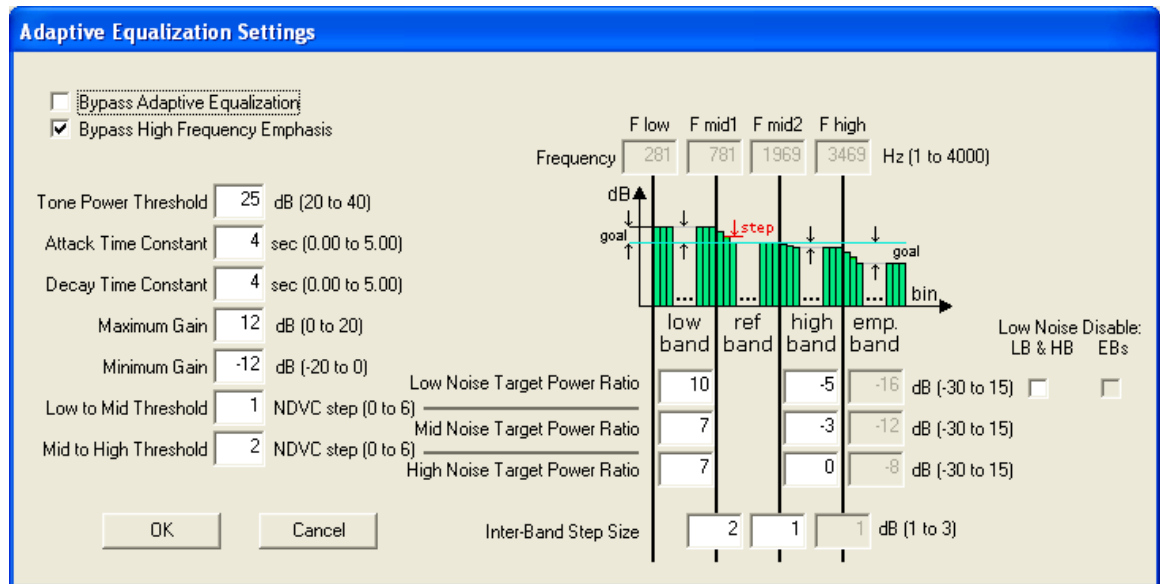 Adaptive Equalization Settings
Bypass Adaptive Equalization
Bypass High Frequency Emphasis
F low F mid1 F mid2 F high
Frequency 281 781 1969 3469 Hz (1 to 4000)
Tone Power Threshold 25 dB (20 to 40)
Attack Time Constant 4 sec (0.00 to 5.00)
Decay Time Constant 4 sec (0.00 to 5.00)
Maximum Gain 12 dB (0 to 20)
Minimum Gain -12 dB (-20 to 0)
Low to Mid Threshold 1 NDVC step (0 to 6)
Mid to High Threshold 2 NDVC step (0 to 6)
dB
goal
step
goal
... ... ... ...
bin
low band
ref band
high band
emp. band
Low Noise Disable:
LB & HB EBs
Low Noise Target Power Ratio 10 -5 -16 dB (-30 to 15)
Mid Noise Target Power Ratio 7 -3 -12 dB (-30 to 15)
High Noise Target Power Ratio 7 0 -8 dB (-30 to 15)
Inter-Band Step Size 2 1 1 dB (1 to 3)
OK Cancel